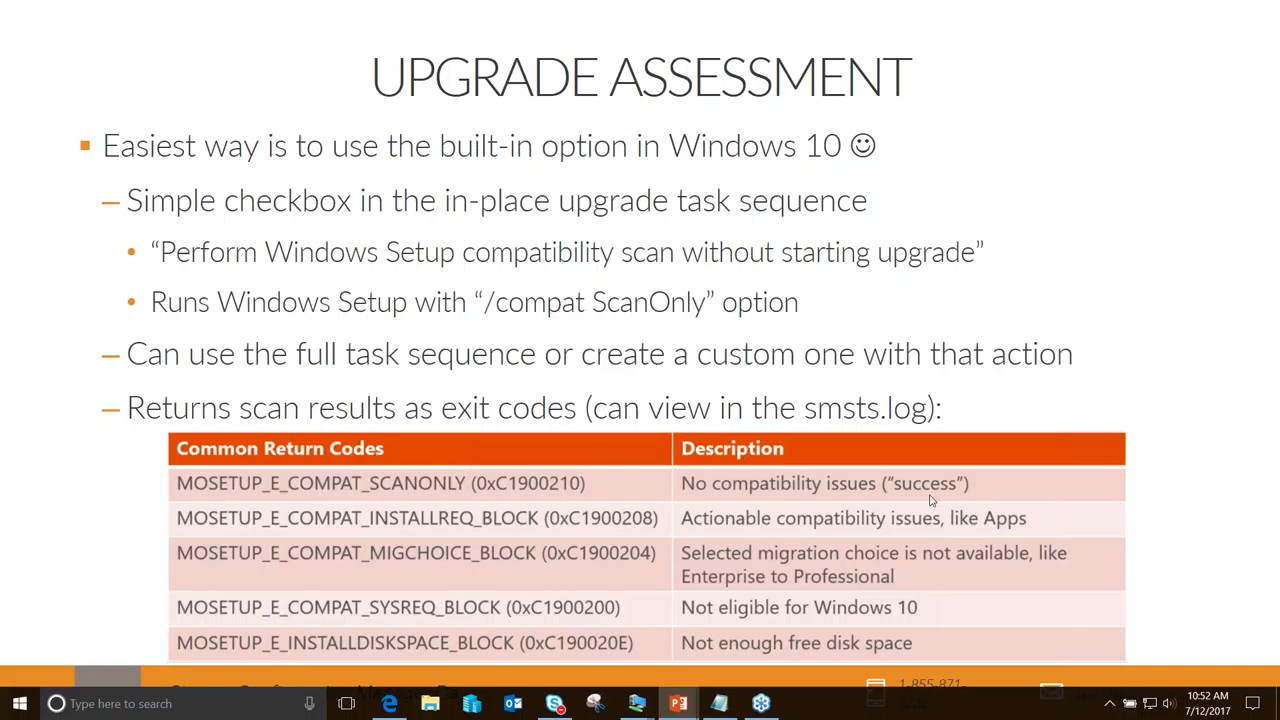 UPGRADE ASSESSMENT
▪ Easiest way is to use the built-in option in Windows 10 ☺
– Simple checkbox in the in-place upgrade task sequence
• “Perform Windows Setup compatibility scan without starting upgrade”
• Runs Windows Setup with “/compat ScanOnly” option
– Can use the full task sequence or create a custom one with that action
– Returns scan results as exit codes (can view in the smsts.log):
Common Return Codes Description
MOSETUP_E_COMPAT_SCANONLY (0xC1900210) No compatibility issues (“success”)
MOSETUP_E_COMPAT_INSTALLREQ_BLOCK (0xC1900208) Actionable compatibility issues, like Apps
MOSETUP_E_COMPAT_MIGCHOICE_BLOCK (0xC1900204) Selected migration choice is not available, like
Enterprise to Professional
MOSETUP_E_COMPAT_SYSREQ_BLOCK (0xC1900200) Not eligible for Windows 10
MOSETUP_E_INSTALLDISKSPACE_BLOCK (0xC190020E) Not enough free disk space
1-855-871-
Type here to search
10:52 AM
7/12/2017